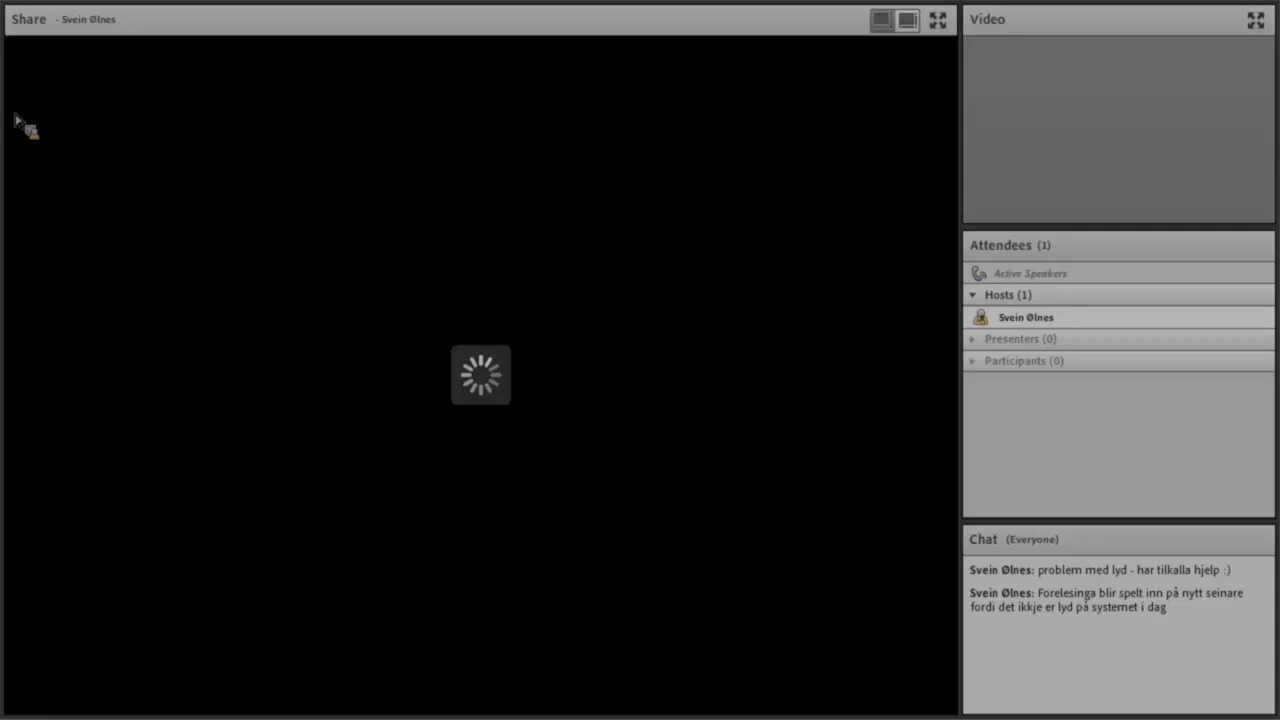 Share - Svein Ølnes
Video
Attendees (1)
Active Speakers
Hosts (1)
Svein Ølnes
Presenters (0)
Participants (0)
Chat (Everyone)
Svein Ølnes: problem med lyd - har tilkalla hjelp :)
Svein Ølnes: Forelesinga blir spelt inn på nytt seinare
fordi det ikkje er lyd på systemet i dag